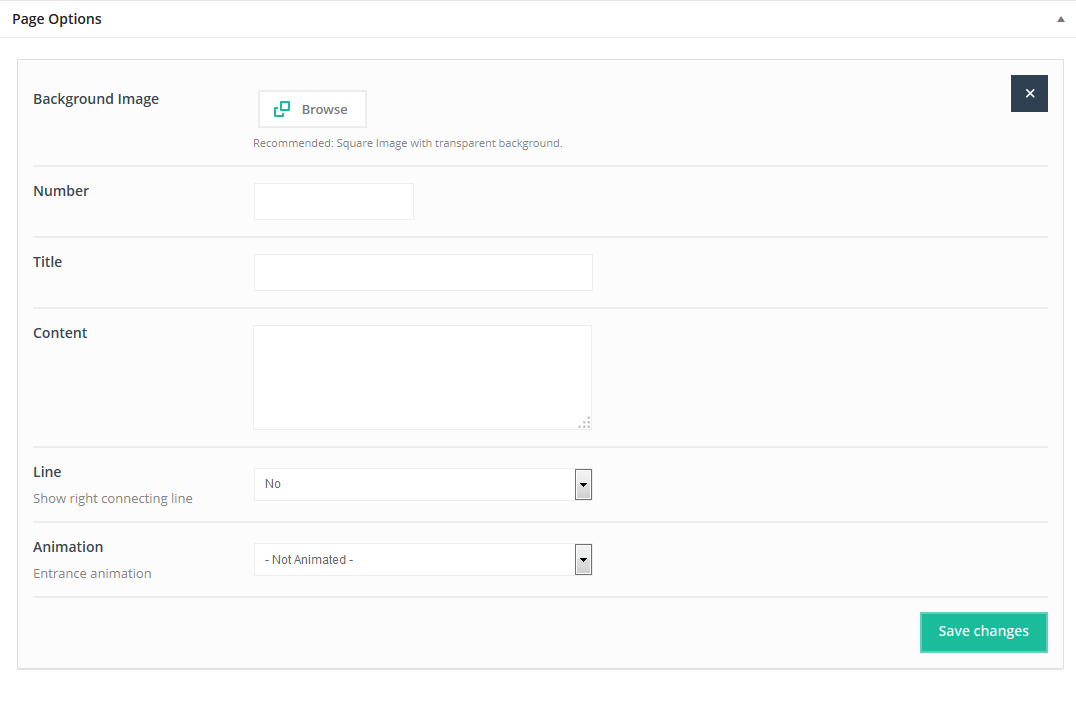 Page Options
Background Image
Browse
Recommended: Square Image with transparent background.
Number
Title
Content
Line
No
Show right connecting line
Animation
- Not Animated -
Entrance animation
Save changes